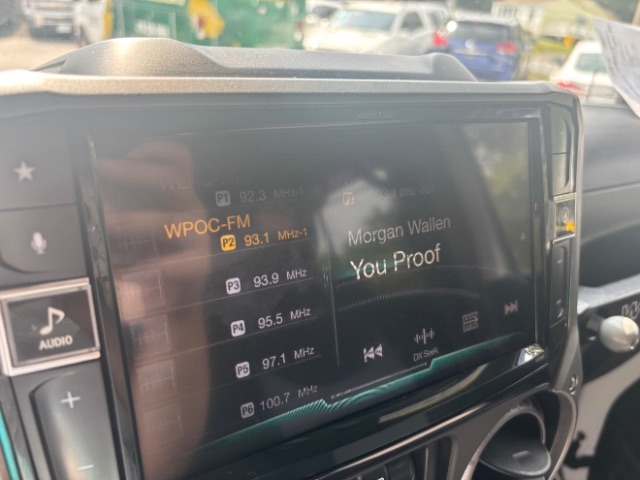 P1 92.3 MHz-1
WPOC-FM
P2 93.1 MHz-1
P3 93.9 MHz
P4 95.5 MHz
P5 97.1 MHz
P6 100.7 MHz
Morgan Wallen
You Proof
DX Seek
AUDIO
+
-